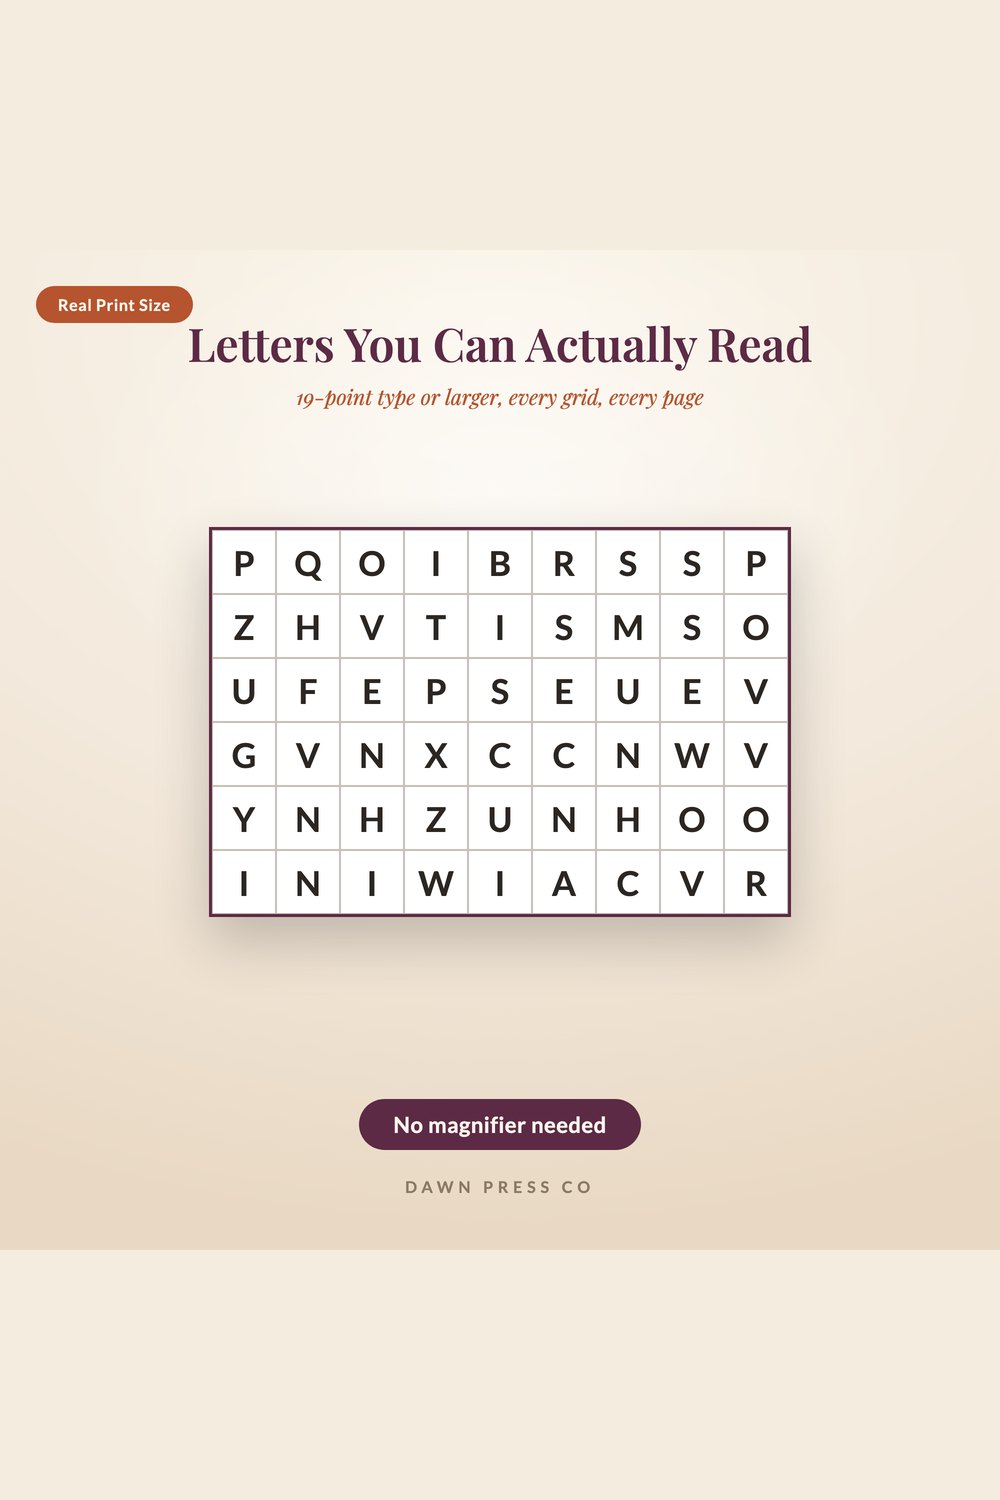 Real Print Size
Letters You Can Actually Read
19-point type or larger, every grid, every page
P Q O I B R S S P
Z H V T I S M S O
U F E P S E U E V
G V N X C C N W V
Y N H Z U N H O O
I N I W I A C V R
No magnifier needed
DAWN PRESS CO